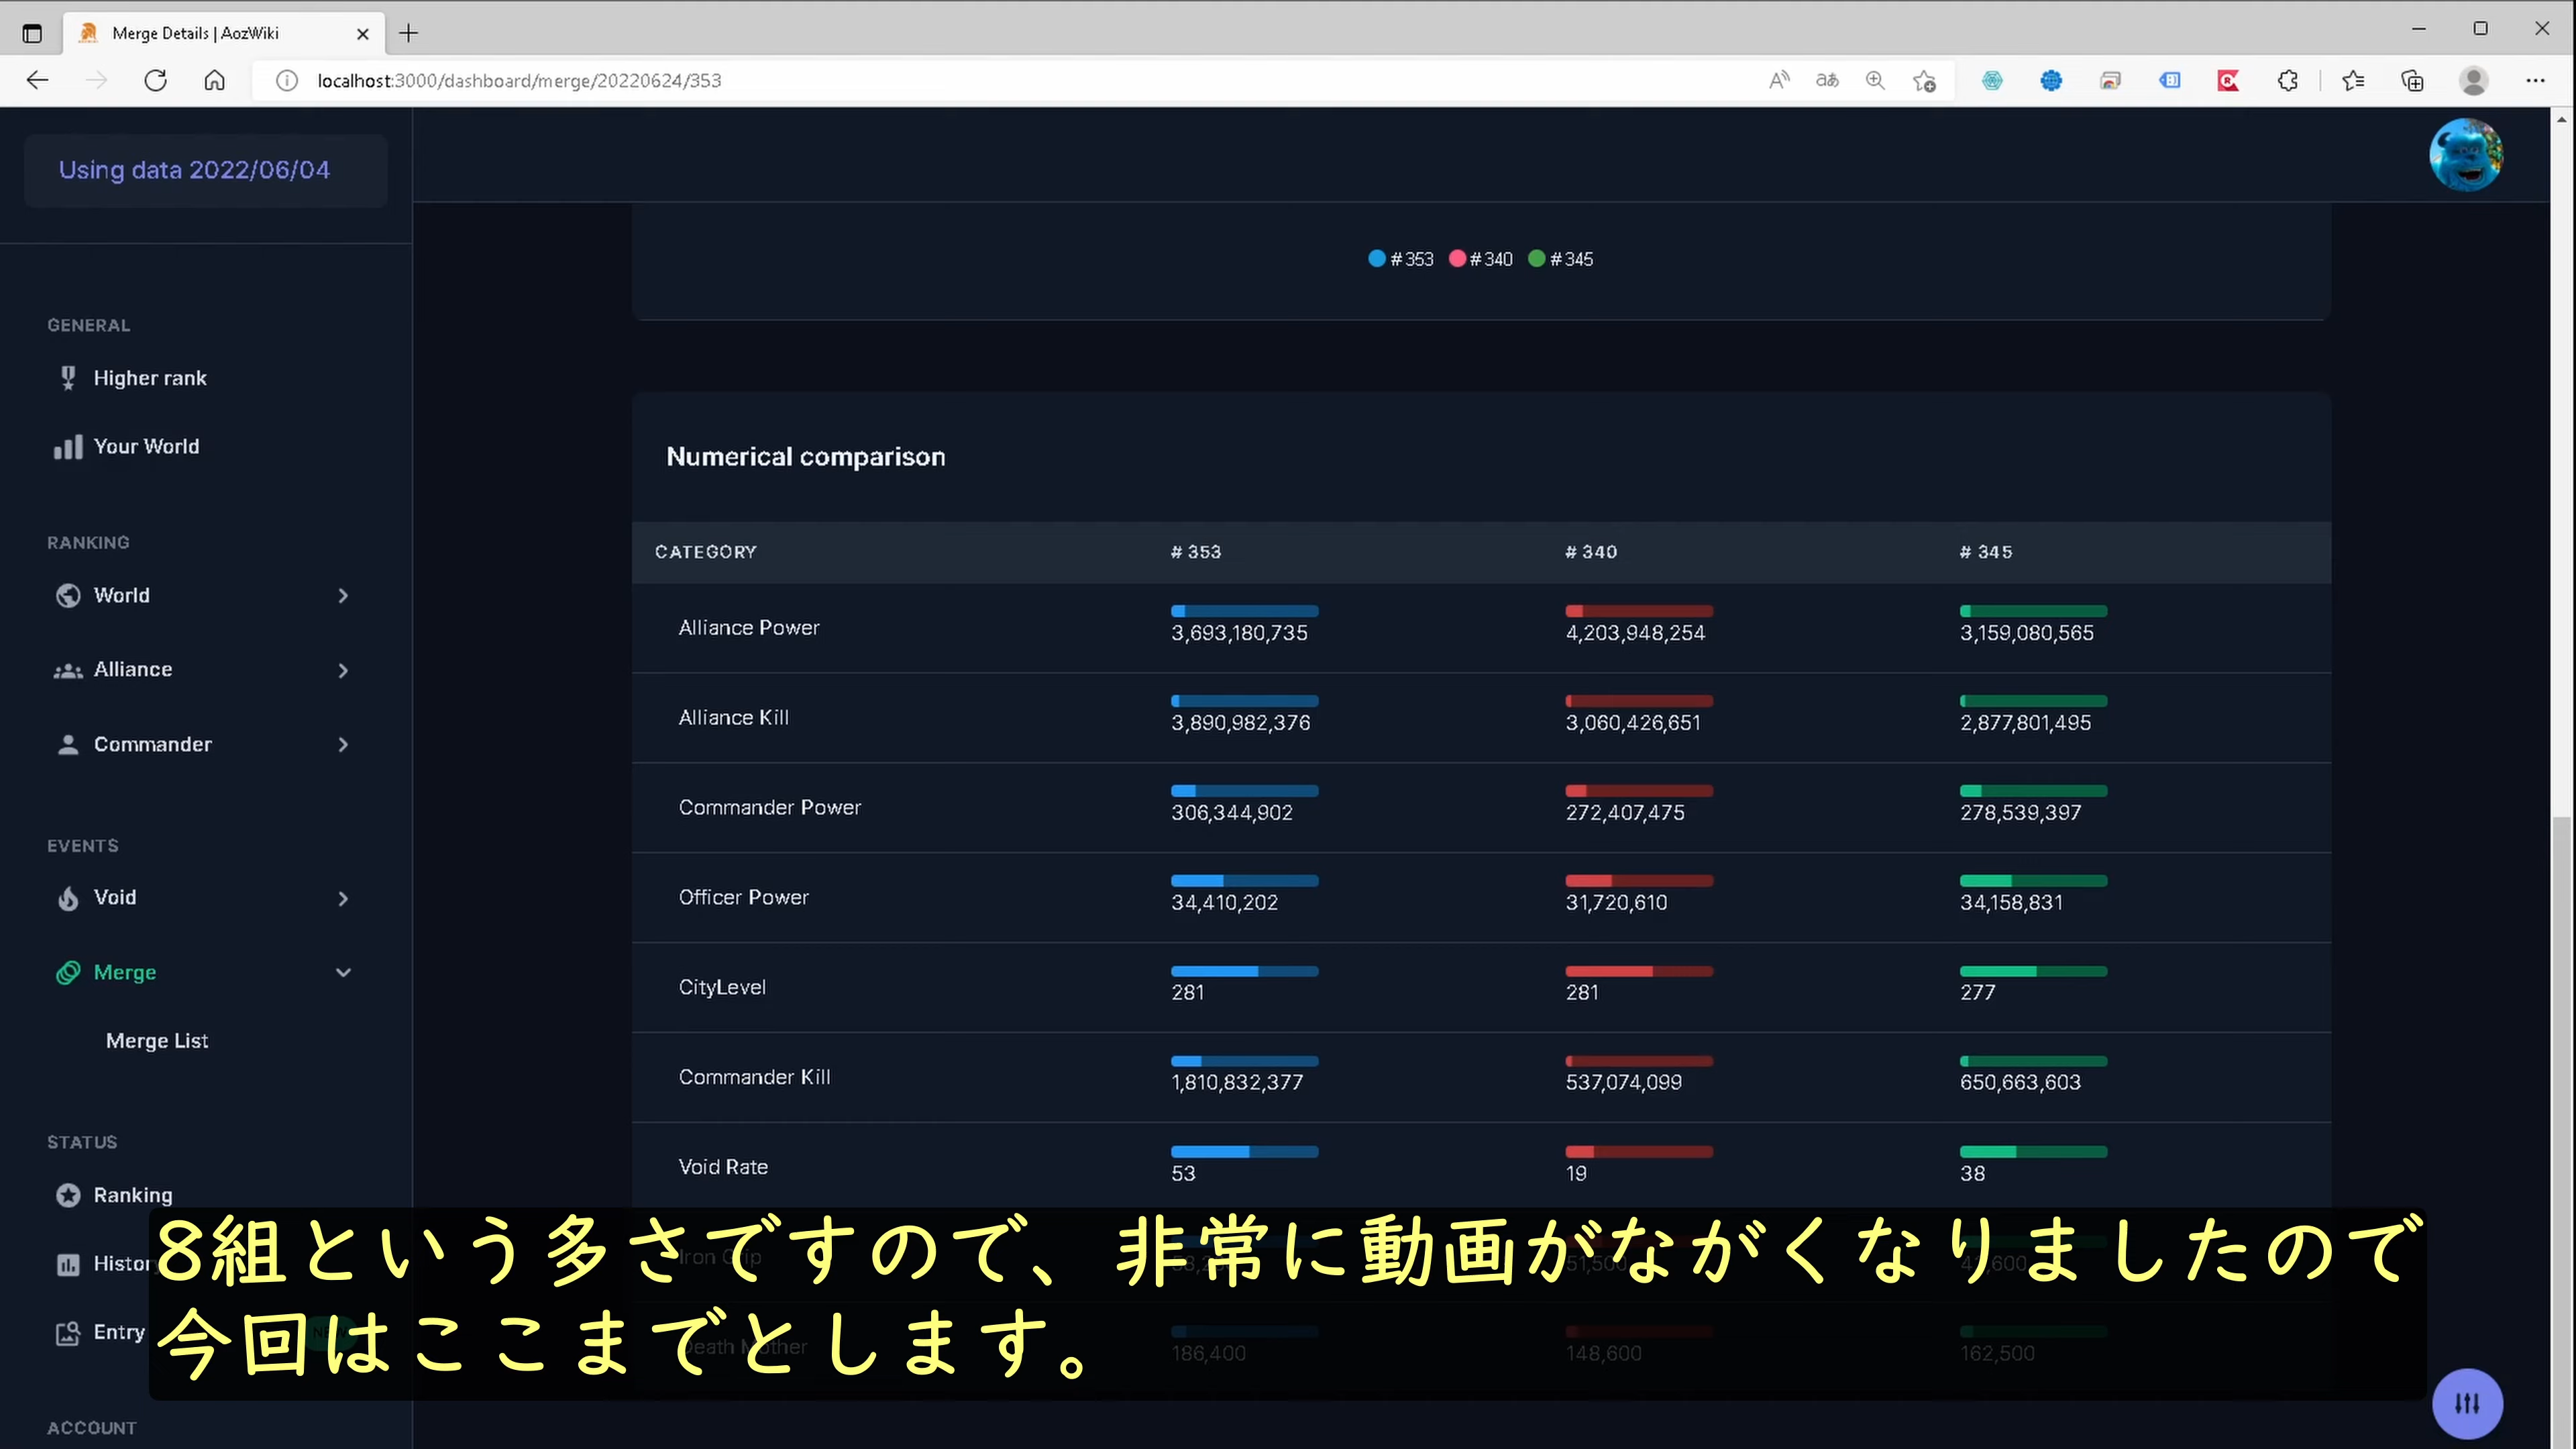 Merge Details | AozWiki
localhost:3000/dashboard/merge/20220624/353
Using data 2022/06/04
GENERAL
Higher rank
Your World
RANKING
World
Alliance
Commander
EVENTS
Void
Merge
Merge List
STATUS
Ranking
Histor
Entry
ACCOUNT
#353 #340 #345
Numerical comparison
CATEGORY # 353 # 340 # 345
Alliance Power 3,693,180,735 4,203,948,254 3,159,080,565
Alliance Kill 3,890,982,376 3,060,426,651 2,877,801,495
Commander Power 306,344,902 272,407,475 278,539,397
Officer Power 34,410,202 31,720,610 34,158,831
CityLevel 281 281 277
Commander Kill 1,810,832,377 537,074,099 650,663,603
Void Rate 53 19 38
Iron Grip
Death Mother 186,400 148,600 162,500
8組という多さですので、非常に動画がながくなりましたので
今回はここまでとします。